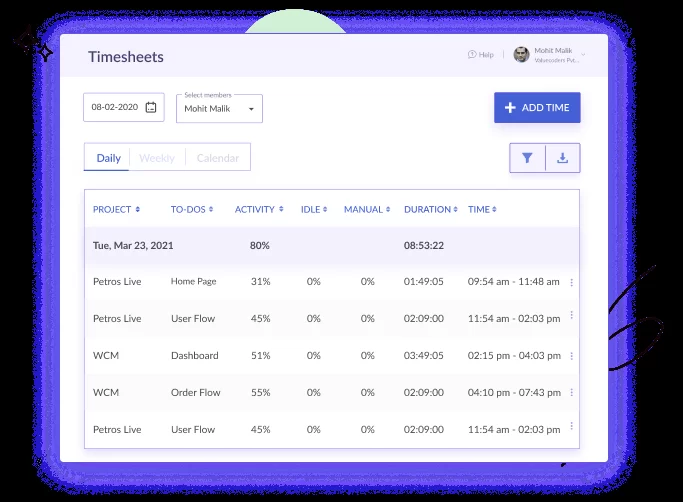 Timesheets
Help
Mohit Malik
Valuecoders Pvt...
08-02-2020
Select members
Mohit Malik
ADD TIME
Daily Weekly Calendar
PROJECT TO-DOS ACTIVITY IDLE MANUAL DURATION TIME
Tue, Mar 23, 2021 80% 08:53:22
Petros Live Home Page 31% 0% 0% 01:49:05 09:54 am - 11:48 am
Petros Live User Flow 45% 0% 0% 02:09:00 11:54 am - 02:03 pm
WCM Dashboard 51% 0% 0% 03:49:05 02:15 pm - 04:03 pm
WCM Order Flow 55% 0% 0% 02:09:00 04:10 pm - 07:43 pm
Petros Live User Flow 45% 0% 0% 02:09:00 11:54 am - 02:03 pm